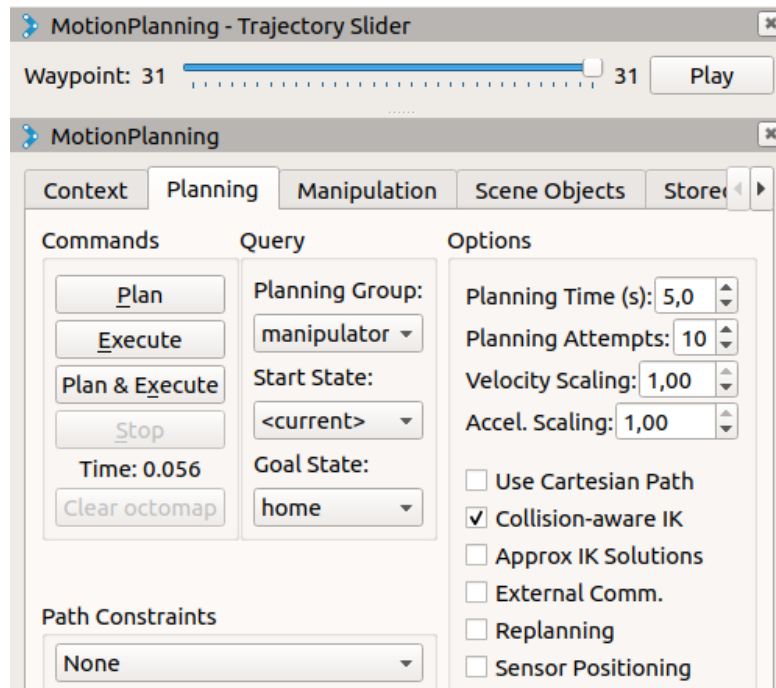 MotionPlanning - Trajectory Slider
Waypoint: 31 31 Play
MotionPlanning
Context Planning Manipulation Scene Objects
Commands Query Options
Plan
Execute
Plan & Execute
Stop
Time: 0.056
Clear octomap
Planning Group:
manipulator
Start State:
<current>
Goal State:
home
Planning Time (s): 5,0
Planning Attempts: 10
Velocity Scaling: 1,00
Accel. Scaling: 1,00
Use Cartesian Path
Collision-aware IK
Approx IK Solutions
External Comm.
Replanning
Sensor Positioning
Path Constraints
None